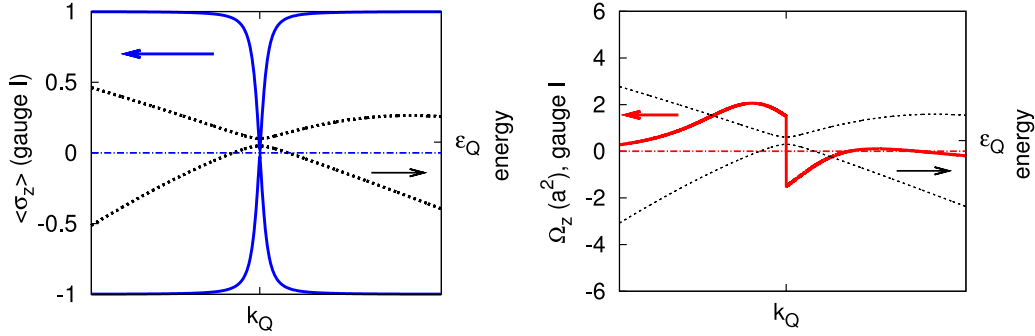 1
0.5
0
-0.5
-1
<σz> (gauge I)
kQ
εQ
energy
6
4
2
0
-2
-4
-6
Ωz (a²), gauge I
kQ
εQ
energy